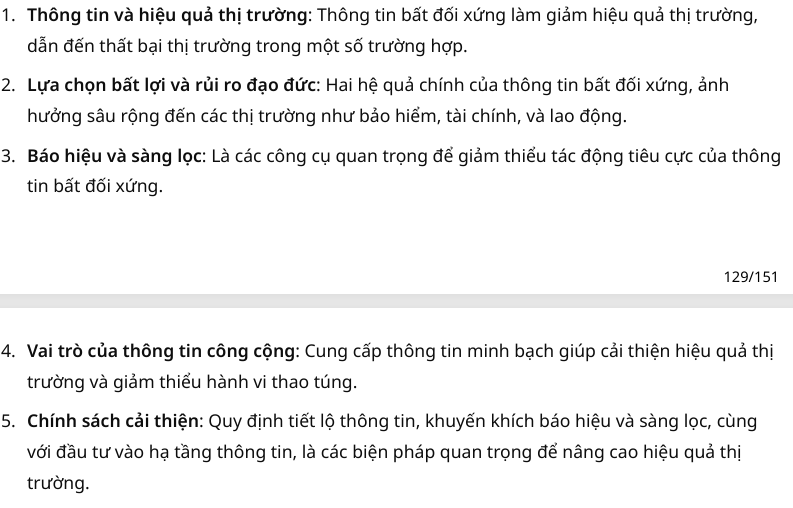 1. Thông tin và hiệu quả thị trường: Thông tin bất đối xứng làm giảm hiệu quả thị trường,
dẫn đến thất bại thị trường trong một số trường hợp.
2. Lựa chọn bất lợi và rủi ro đạo đức: Hai hệ quả chính của thông tin bất đối xứng, ảnh
hưởng sâu rộng đến các thị trường như bảo hiểm, tài chính, và lao động.
3. Báo hiệu và sàng lọc: Là các công cụ quan trọng để giảm thiểu tác động tiêu cực của thông
tin bất đối xứng.
129/151
4. Vai trò của thông tin công cộng: Cung cấp thông tin minh bạch giúp cải thiện hiệu quả thị
trường và giảm thiểu hành vi thao túng.
5. Chính sách cải thiện: Quy định tiết lộ thông tin, khuyến khích báo hiệu và sàng lọc, cùng
với đầu tư vào hạ tầng thông tin, là các biện pháp quan trọng để nâng cao hiệu quả thị
trường.